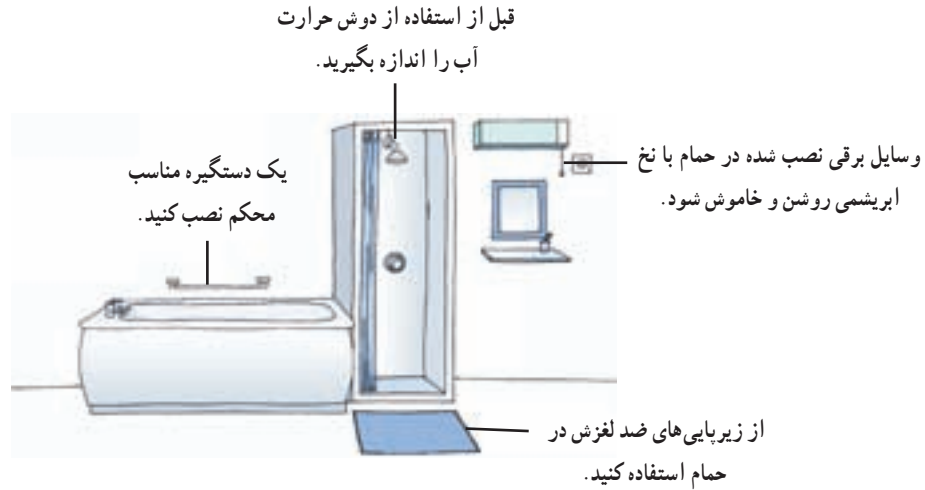 قبل از استفاده از دوش حرارت
آب را اندازه بگیرید.
یک دستگیره مناسب
محکم نصب کنید.
وسایل برقی نصب شده در حمام با نخ
ابریشمی روشن و خاموش شود.
از زیرپایی‌های ضد لغزش در
حمام استفاده کنید.